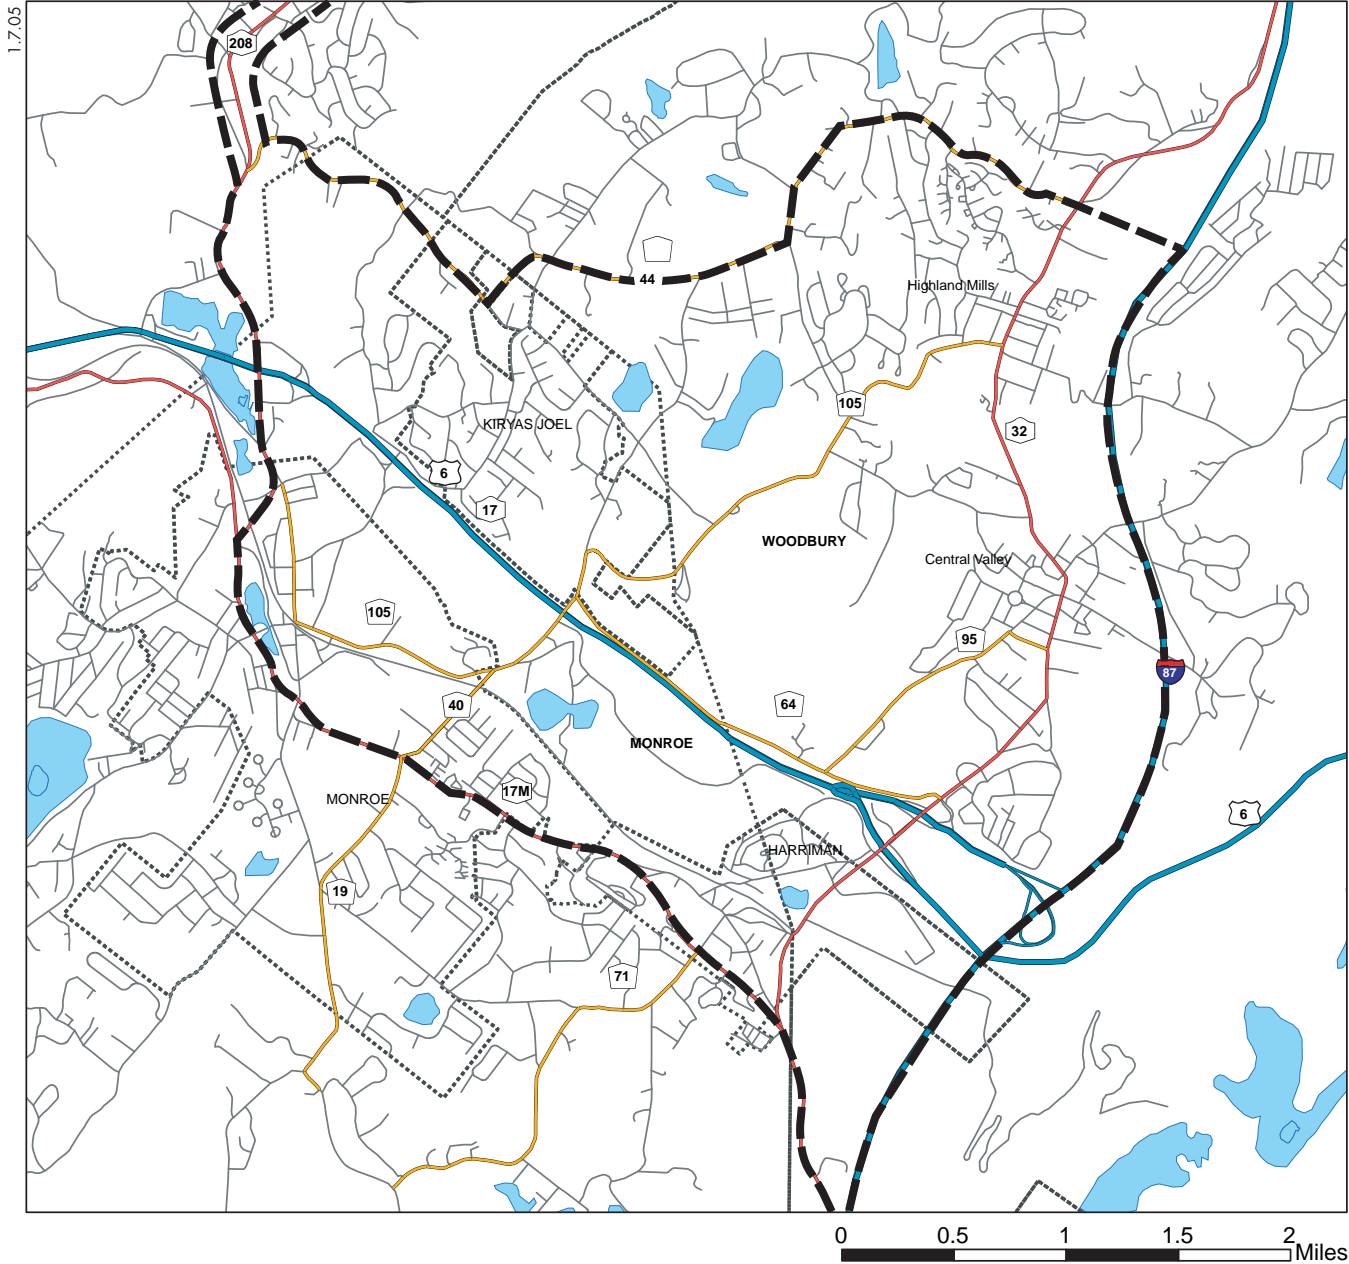 1.7.05
208
44
Highland Mills
105
32
KIRYAS JOEL
6
17
WOODBURY
Central Valley
105
95
87
40
64
MONROE
17M
MONROE
6
HARRIMAN
19
71
0 0.5 1 1.5 2
Miles